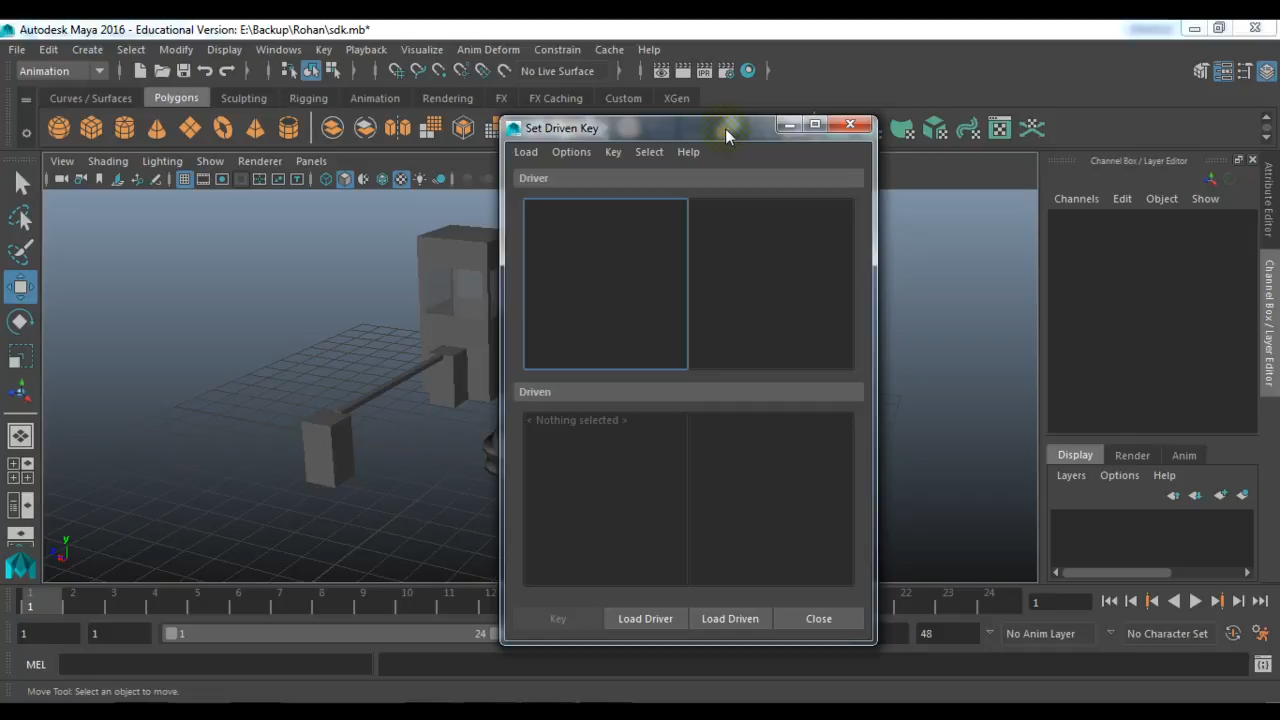 Autodesk Maya 2016 - Educational Version: E:\Backup\Rohan\sdk.mb*
File Edit Create Select Modify Display Windows Key Playback Visualize Anim Deform Constrain Cache Help
Animation No Live Surface IPR
Curves / Surfaces Polygons Sculpting Rigging Animation Rendering FX FX Caching Custom XGen
Set Driven Key
View Shading Lighting Show Renderer Panels
Load Options Key Select Help
Channel Box / Layer Editor
Driver
Channels Edit Object Show
Attribute Editor
Channel Box / Layer Editor
Driven
< Nothing selected >
Display Render Anim
Layers Options Help
y
1 2 3 4 5 6 7 8 9 10 22 23 24
1 1
Key Load Driver Load Driven Close
1 1 1 24 48 No Anim Layer No Character Set
MEL
Move Tool: Select an object to move.